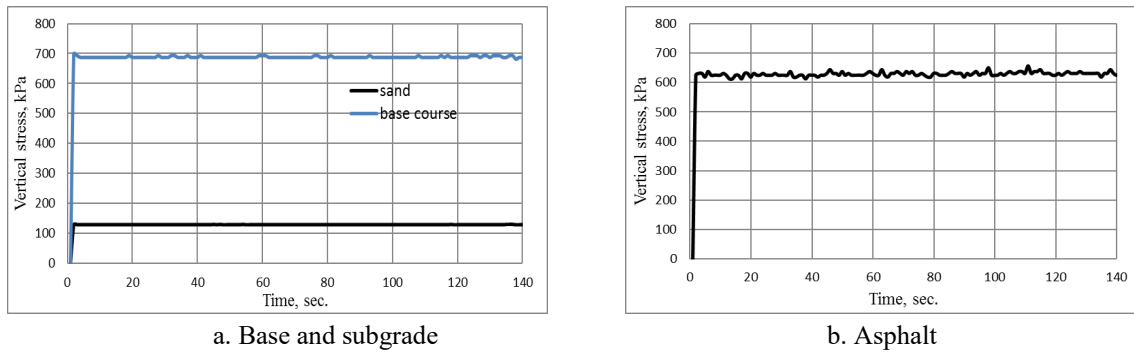 800
700
600
500
400
300
200
100
0
Vertical stress, kPa
sand
base course
0 20 40 60 80 100 120 140
Time, sec.
a. Base and subgrade
800
700
600
500
400
300
200
100
0
Vertical stress, kPa
0 20 40 60 80 100 120 140
Time, sec.
b. Asphalt